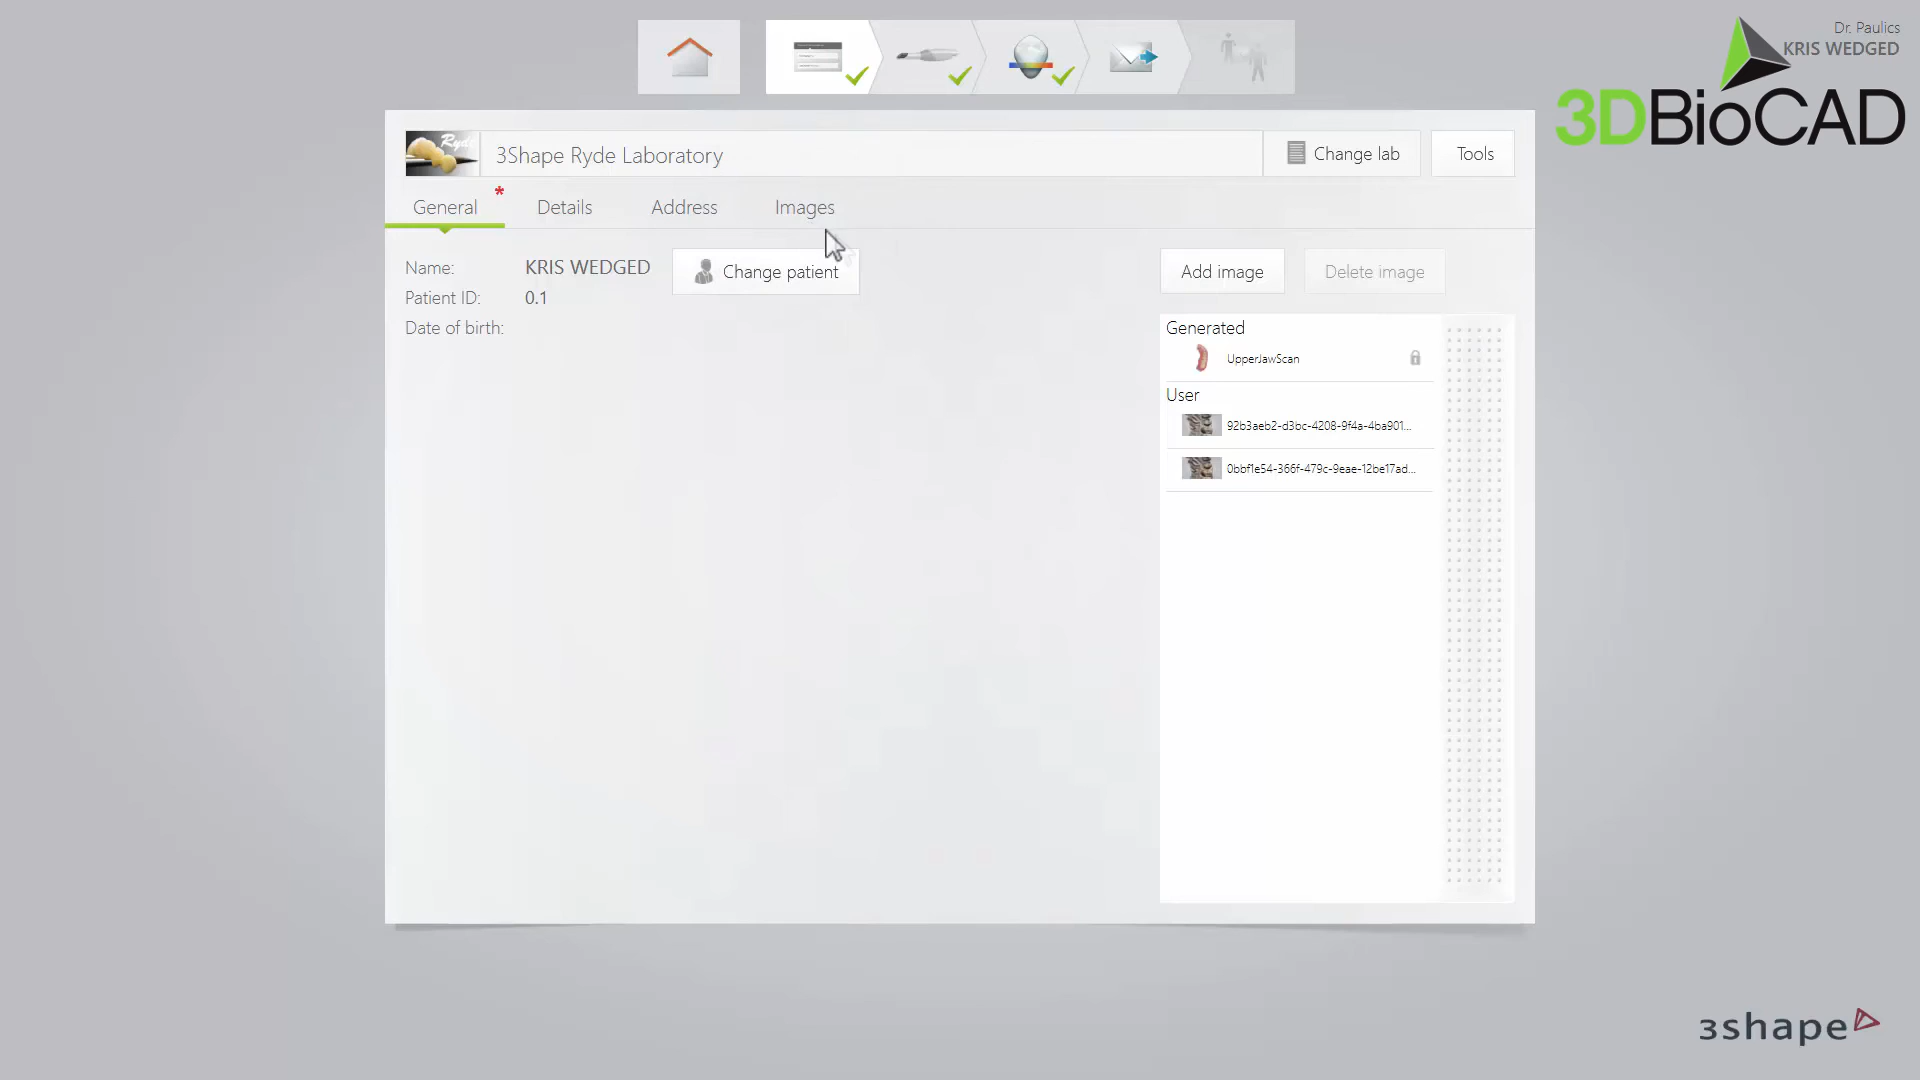 Dr. Paulics
KRIS WEDGED
3DBioCAD
Ryde
3Shape Ryde Laboratory
Change lab
Tools
General *
Details
Address
Images
Name: KRIS WEDGED
Change patient
Patient ID: 0.1
Date of birth:
Add image
Delete image
Generated
UpperJawScan
User
92b3aeb2-d3bc-4208-9f4a-4ba901...
0bbf1e54-366f-479c-9eae-12be17ad...
3shape